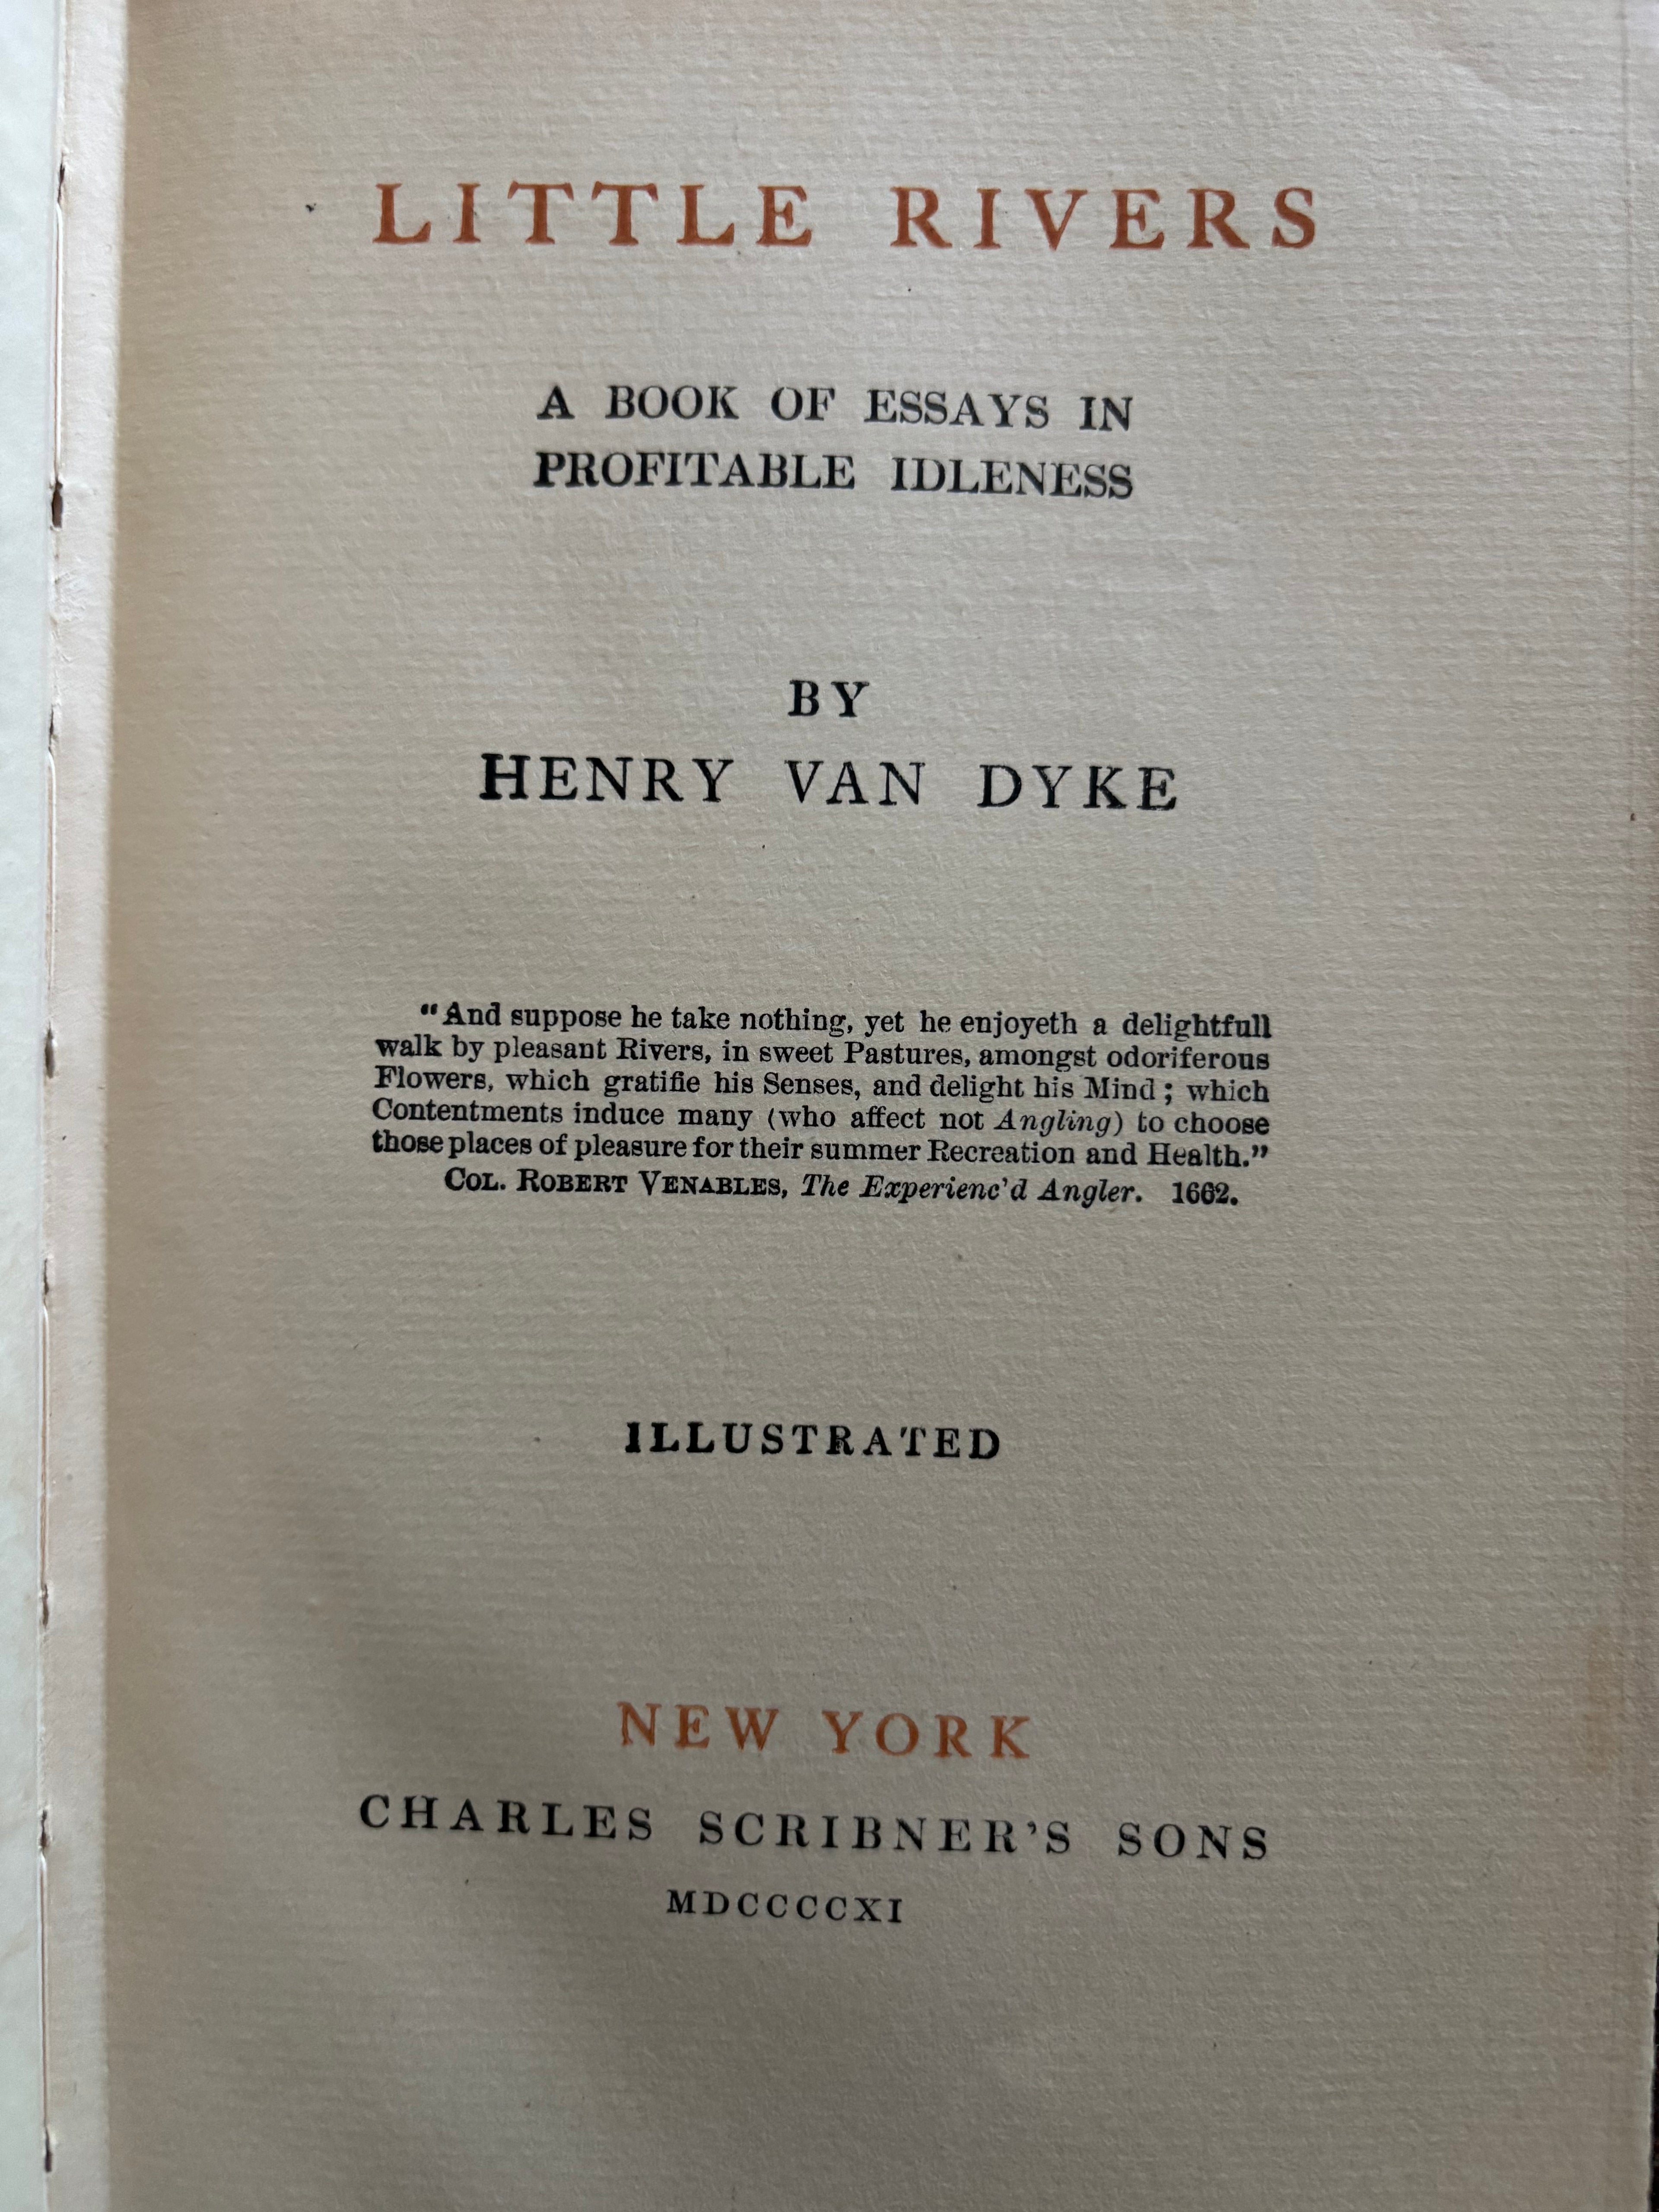 LITTLE RIVERS
A BOOK OF ESSAYS IN
PROFITABLE IDLENESS
BY
HENRY VAN DYKE
“And suppose he take nothing, yet he enjoyeth a delightfull
walk by pleasant Rivers, in sweet Pastures, amongst odoriferous
Flowers, which gratifie his Senses, and delight his Mind; which
Contentments induce many (who affect not Angling) to choose
those places of pleasure for their summer Recreation and Health.”
COL. ROBERT VENABLES, The Experienc’d Angler. 1662.
ILLUSTRATED
NEW YORK
CHARLES SCRIBNER’S SONS
MDCCCCXI